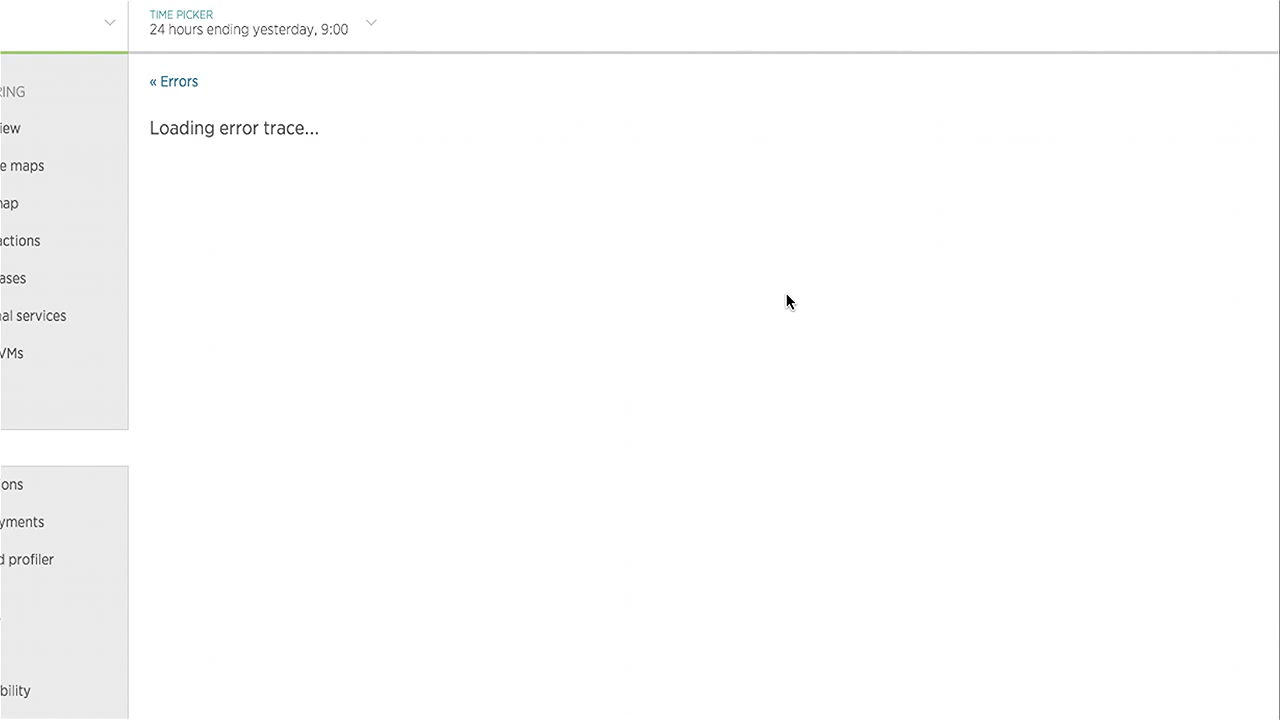 TIME PICKER
24 hours ending yesterday, 9:00
RING
iew
e maps
nap
actions
ases
nal services
VMs
ons
yments
d profiler
bility
« Errors
Loading error trace...